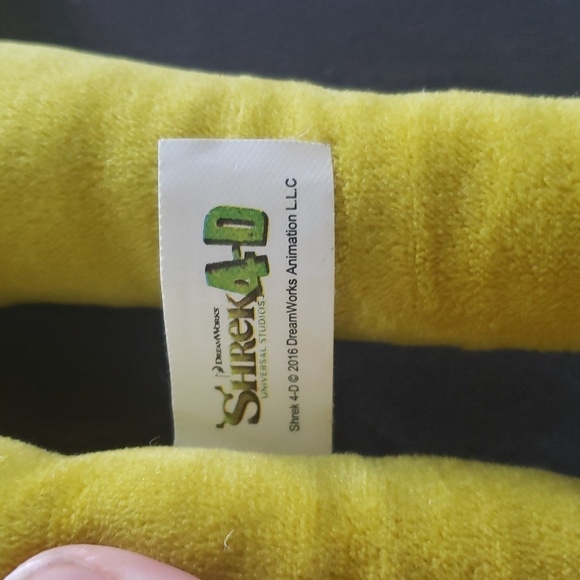 DREAMWORKS
SHREK 4-D
UNIVERSAL STUDIOS
Shrek 4-D © 2016 DreamWorks Animation L.L.C